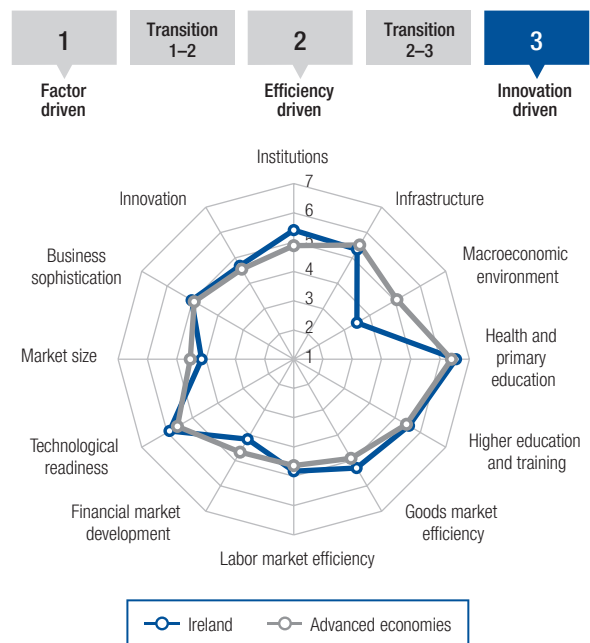 1
Transition
1–2
2
Transition
2–3
3
Factor
driven
Efficiency
driven
Innovation
driven
Institutions
7
6
5
4
3
2
1
Infrastructure
Macroeconomic
environment
Health and
primary
education
Higher education
and training
Goods market
efficiency
Labor market efficiency
Financial market
development
Technological
readiness
Market size
Business
sophistication
Innovation
Ireland
Advanced economies